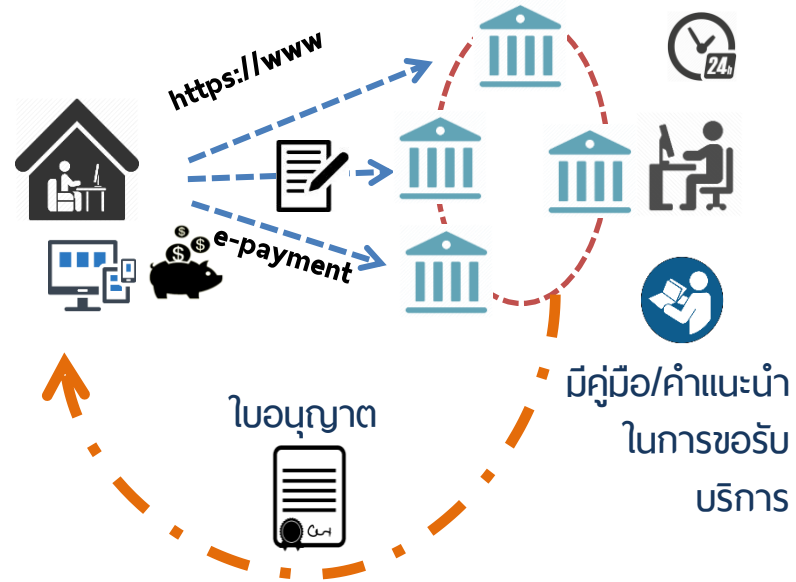 https://www
24h
e-payment
มีคู่มือ/คำแนะนำ
ในการขอรับ
บริการ
ใบอนุญาต